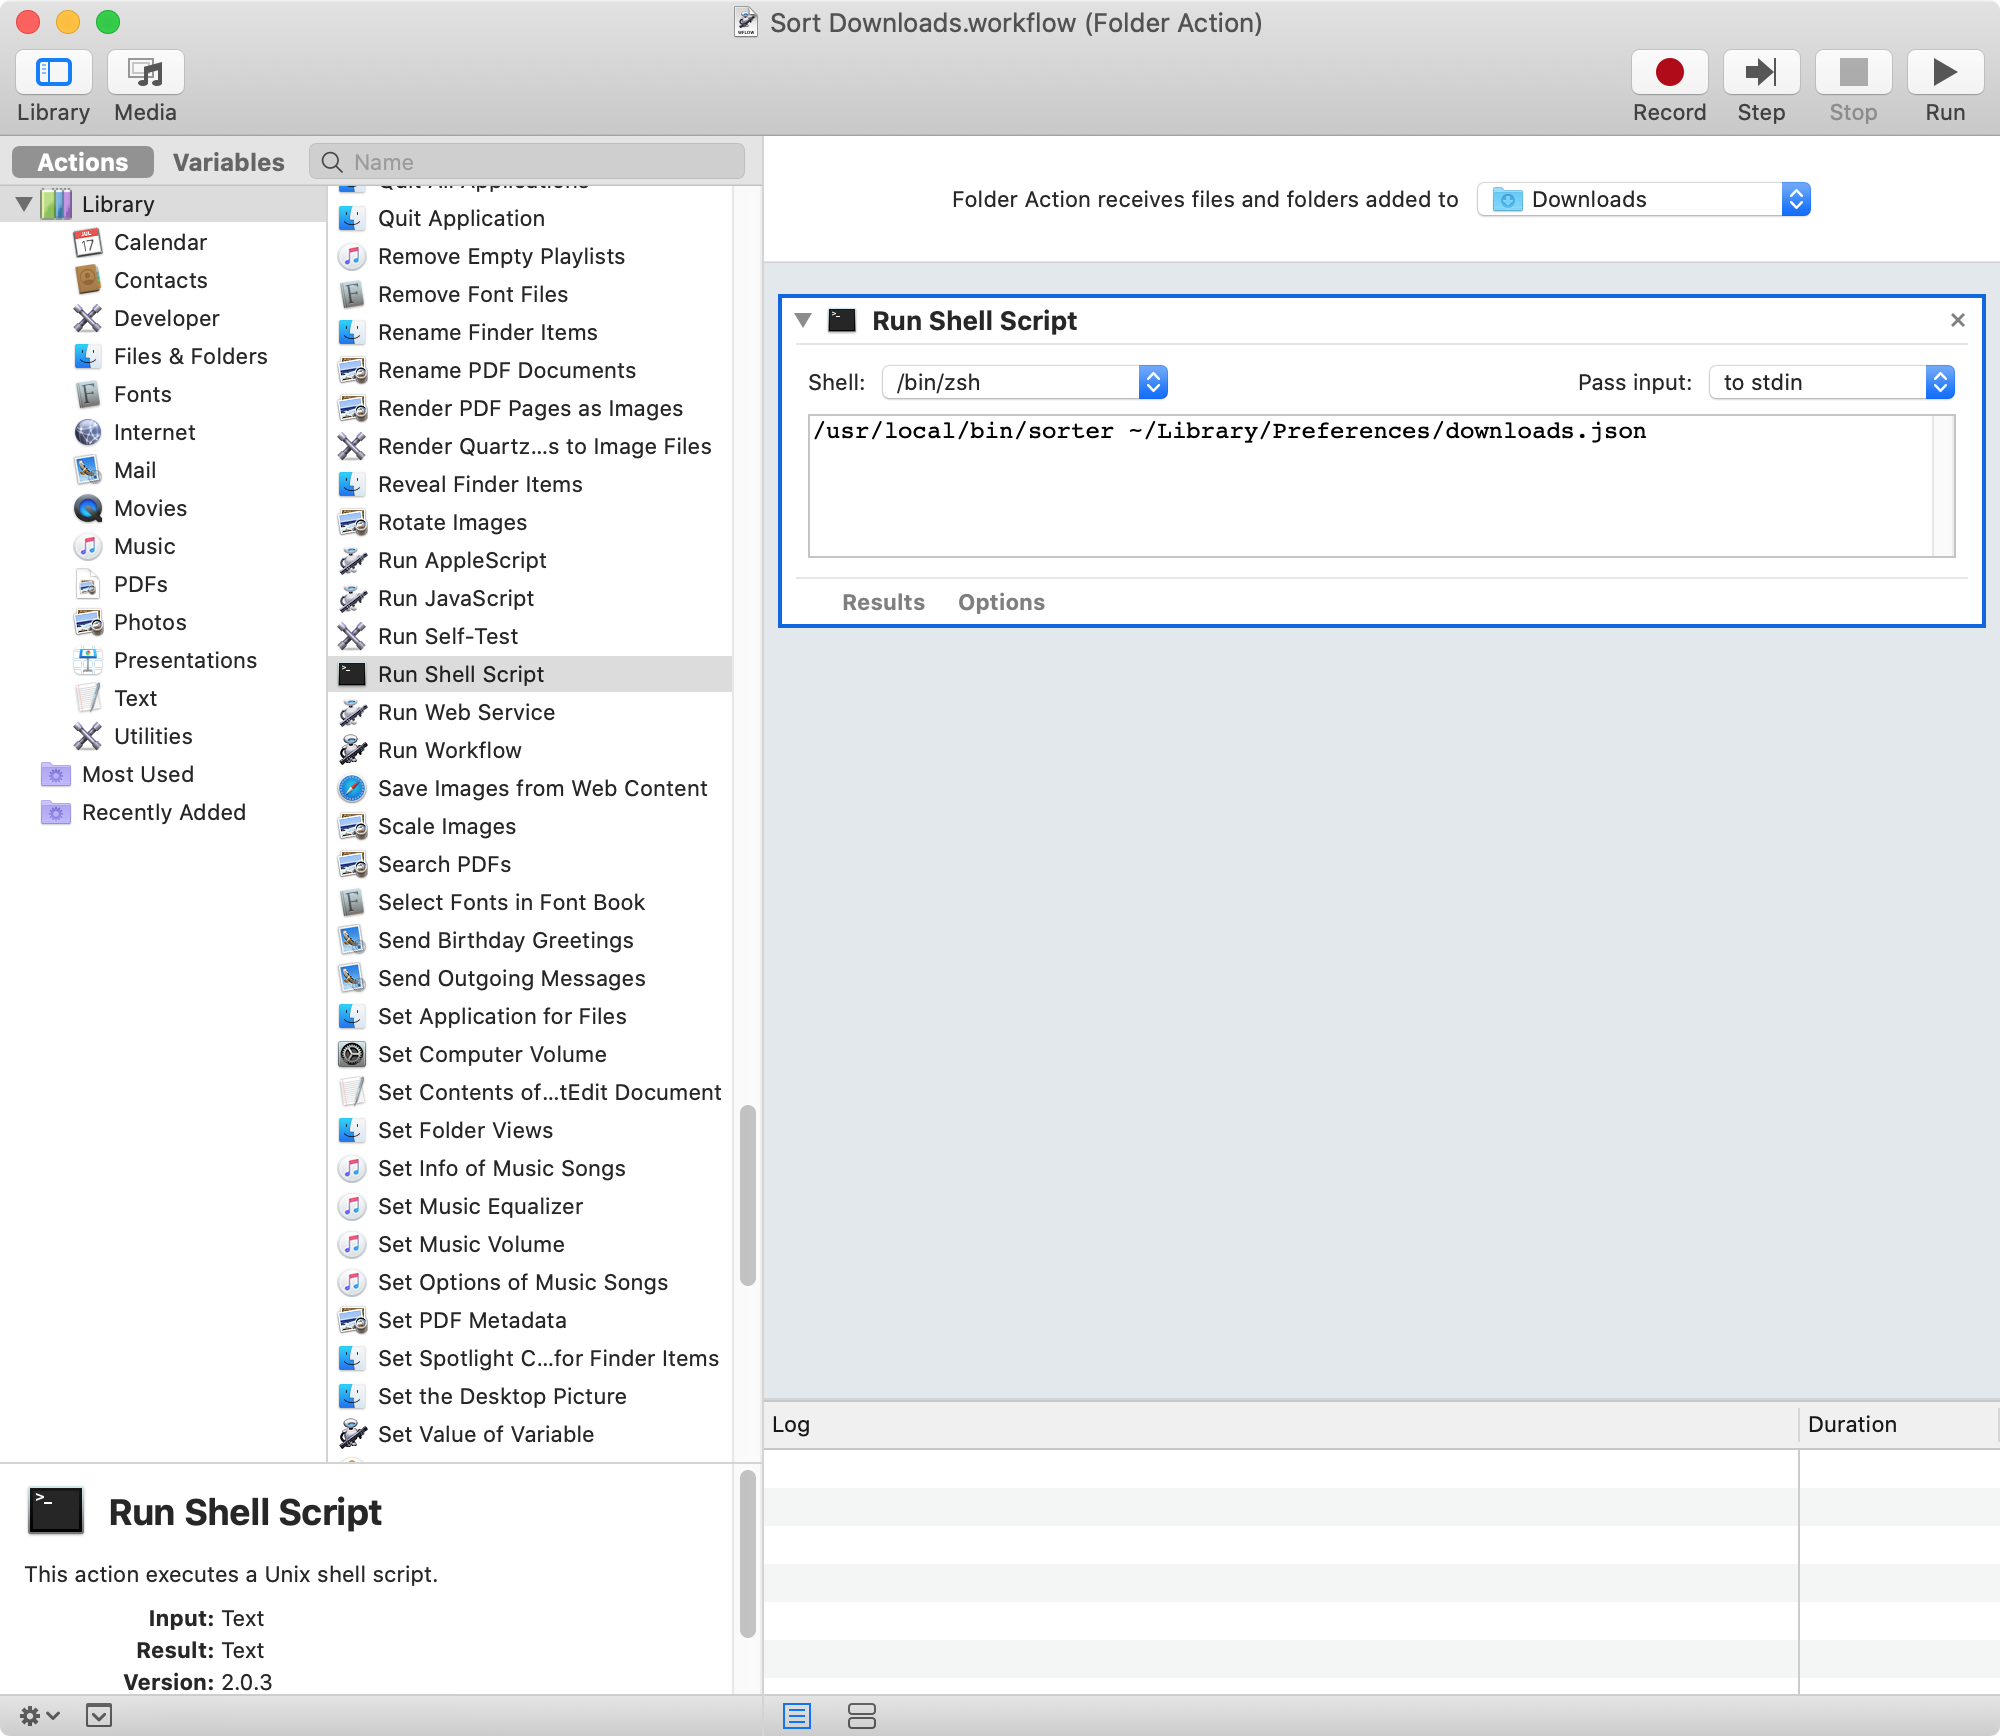 Sort Downloads.workflow (Folder Action)
Library
Media
Record
Step
Stop
Run
Actions
Variables
Name
Library
Calendar
Contacts
Developer
Files & Folders
Fonts
Internet
Mail
Movies
Music
PDFs
Photos
Presentations
Text
Utilities
Most Used
Recently Added
Quit All Applications
Quit Application
Remove Empty Playlists
Remove Font Files
Rename Finder Items
Rename PDF Documents
Render PDF Pages as Images
Render Quartz...s to Image Files
Reveal Finder Items
Rotate Images
Run AppleScript
Run JavaScript
Run Self-Test
Run Shell Script
Run Web Service
Run Workflow
Save Images from Web Content
Scale Images
Search PDFs
Select Fonts in Font Book
Send Birthday Greetings
Send Outgoing Messages
Set Application for Files
Set Computer Volume
Set Contents of...tEdit Document
Set Folder Views
Set Info of Music Songs
Set Music Equalizer
Set Music Volume
Set Options of Music Songs
Set PDF Metadata
Set Spotlight C...for Finder Items
Set the Desktop Picture
Set Value of Variable
Run Shell Script
This action executes a Unix shell script.
Input: Text
Result: Text
Version: 2.0.3
Folder Action receives files and folders added to Downloads
Run Shell Script
Shell: /bin/zsh Pass input: to stdin
/usr/local/bin/sorter ~/Library/Preferences/downloads.json
Results Options
Log Duration